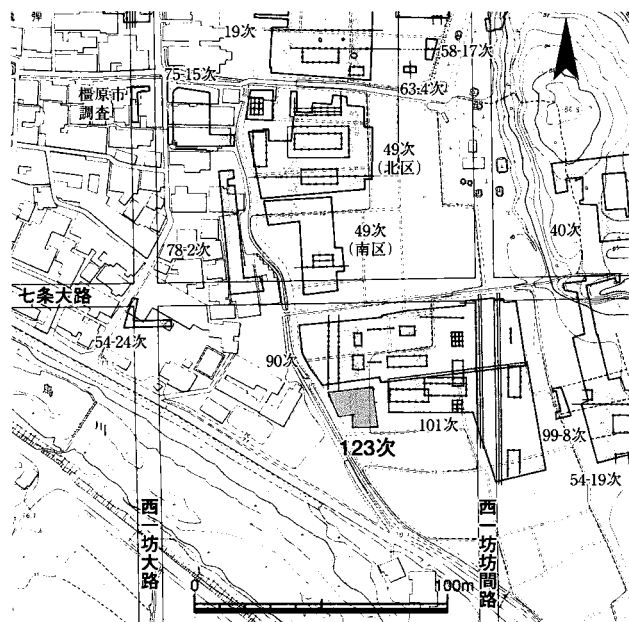 19次
58-17次
75-15次
63-4次
橿原市
調査
49次
(北区)
40次
49次
(南区)
78-2次
七条大路
54-24次
90次
101次
123次
99-8次
54-19次
西一坊大路
西一坊坊間路
川
0
100m